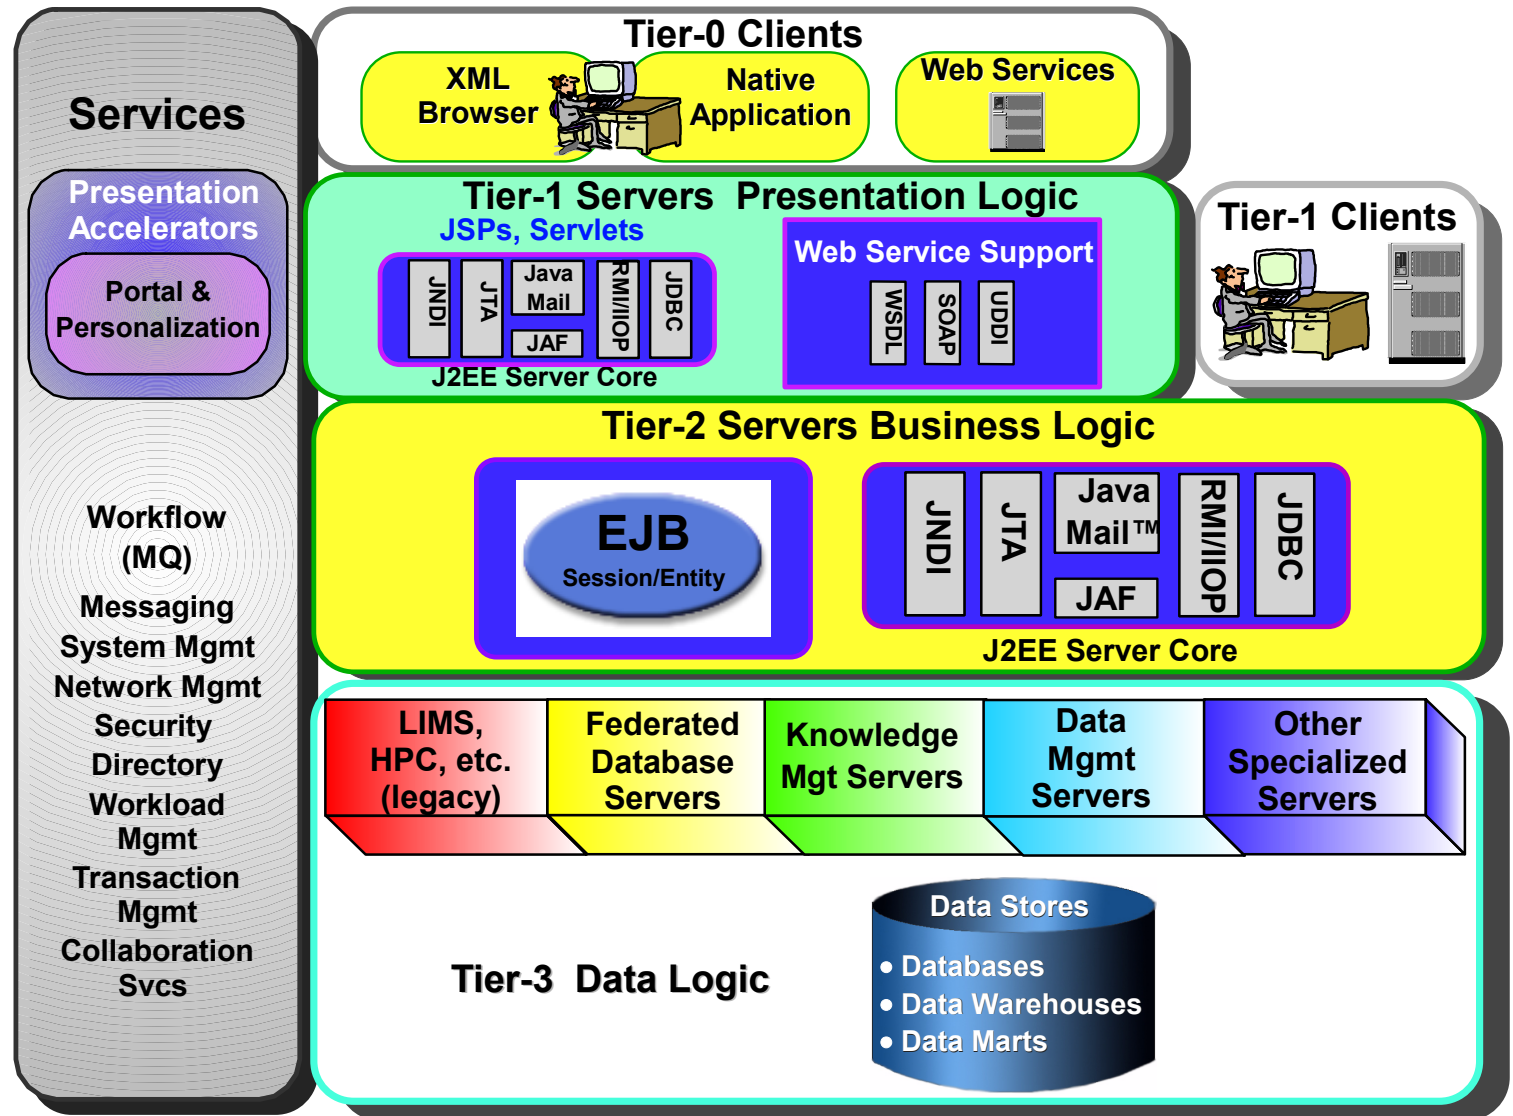 Services
Presentation
Accelerators
Portal &
Personalization
Workflow
(MQ)
Messaging
System Mgmt
Network Mgmt
Security
Directory
Workload
Mgmt
Transaction
Mgmt
Collaboration
Svcs
Tier-0 Clients
XML
Browser
Native
Application
Web Services
Tier-1 Servers  Presentation Logic
JSPs, Servlets
JNDI
JTA
Java
Mail
JAF
RMI/IIOP
JDBC
J2EE Server Core
Web Service Support
WSDL
SOAP
UDDI
Tier-1 Clients
Tier-2 Servers Business Logic
EJB
Session/Entity
JNDI
JTA
Java
Mail™
JAF
RMI/IIOP
JDBC
J2EE Server Core
LIMS,
HPC, etc.
(legacy)
Federated
Database
Servers
Knowledge
Mgt Servers
Data
Mgmt
Servers
Other
Specialized
Servers
Tier-3  Data Logic
Data Stores
• Databases
• Data Warehouses
• Data Marts